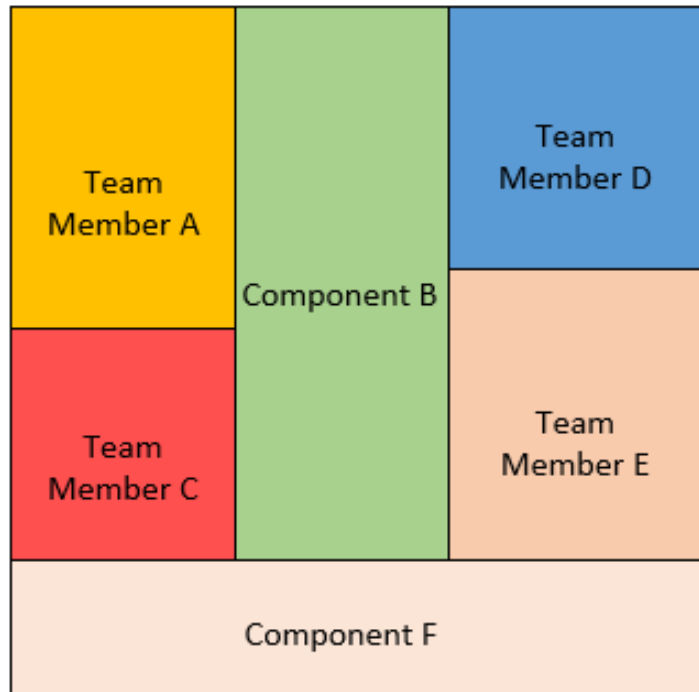 Team
Member A
Component B
Team
Member D
Team
Member C
Team
Member E
Component F